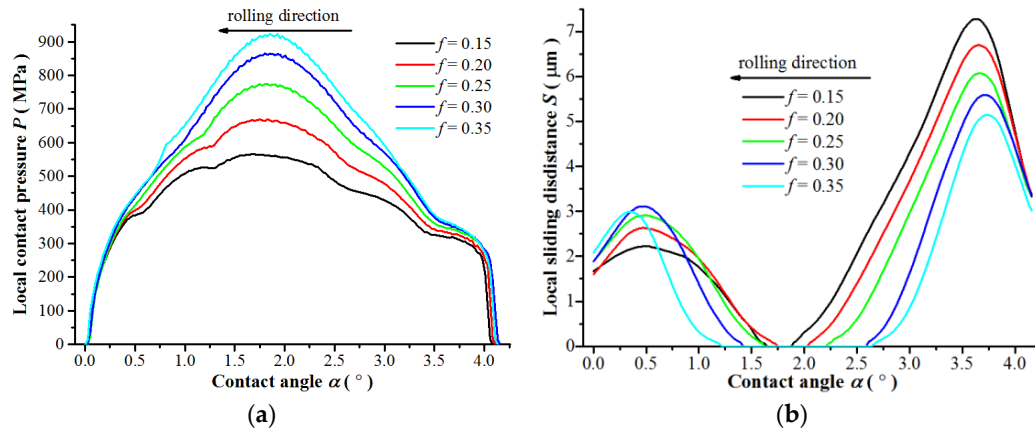 rolling direction
f = 0.15
f = 0.20
f = 0.25
f = 0.30
f = 0.35
900
800
700
600
500
400
300
200
100
0
Local contact pressure P ( MPa)
0.0 0.5 1.0 1.5 2.0 2.5 3.0 3.5 4.0
Contact angle α ( ° )
(a)
rolling direction
f = 0.15
f = 0.20
f = 0.25
f = 0.30
f = 0.35
7
6
5
4
3
2
1
0
Local sliding disdistance S ( μm)
0.0 0.5 1.0 1.5 2.0 2.5 3.0 3.5 4.0
Contact angle α ( ° )
(b)